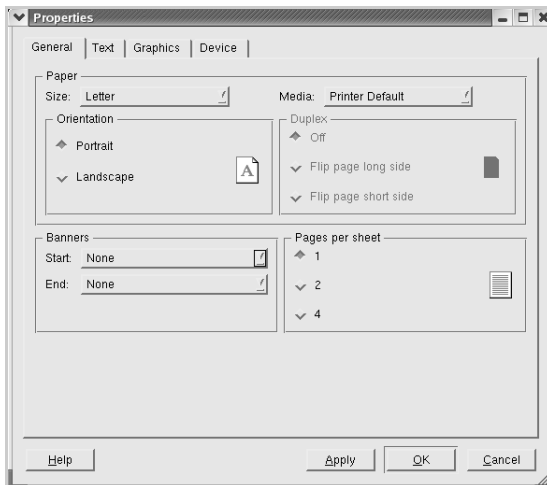 Properties
General Text Graphics Device
Paper
Size: Letter
Media: Printer Default
Orientation
Portrait
Landscape
A
Duplex
Off
Flip page long side
Flip page short side
Banners
Start: None
End: None
Pages per sheet
1
2
4
Help Apply OK Cancel